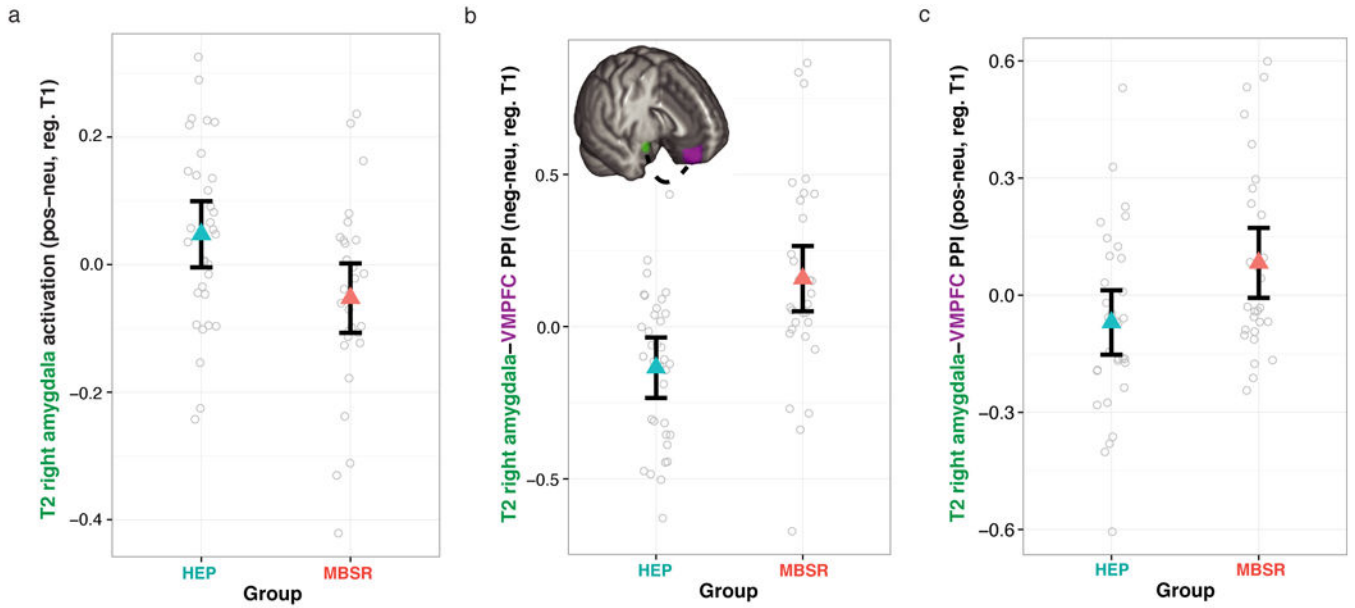 a
T2 right amygdala activation (pos–neu, reg. T1)
0.2
0.0
−0.2
−0.4
HEP
MBSR
Group
b
T2 right amygdala–VMPFC PPI (neg-neu, reg. T1)
0.5
0.0
−0.5
HEP
MBSR
Group
c
T2 right amygdala–VMPFC PPI (pos-neu, reg. T1)
0.6
0.3
0.0
−0.3
−0.6
HEP
MBSR
Group